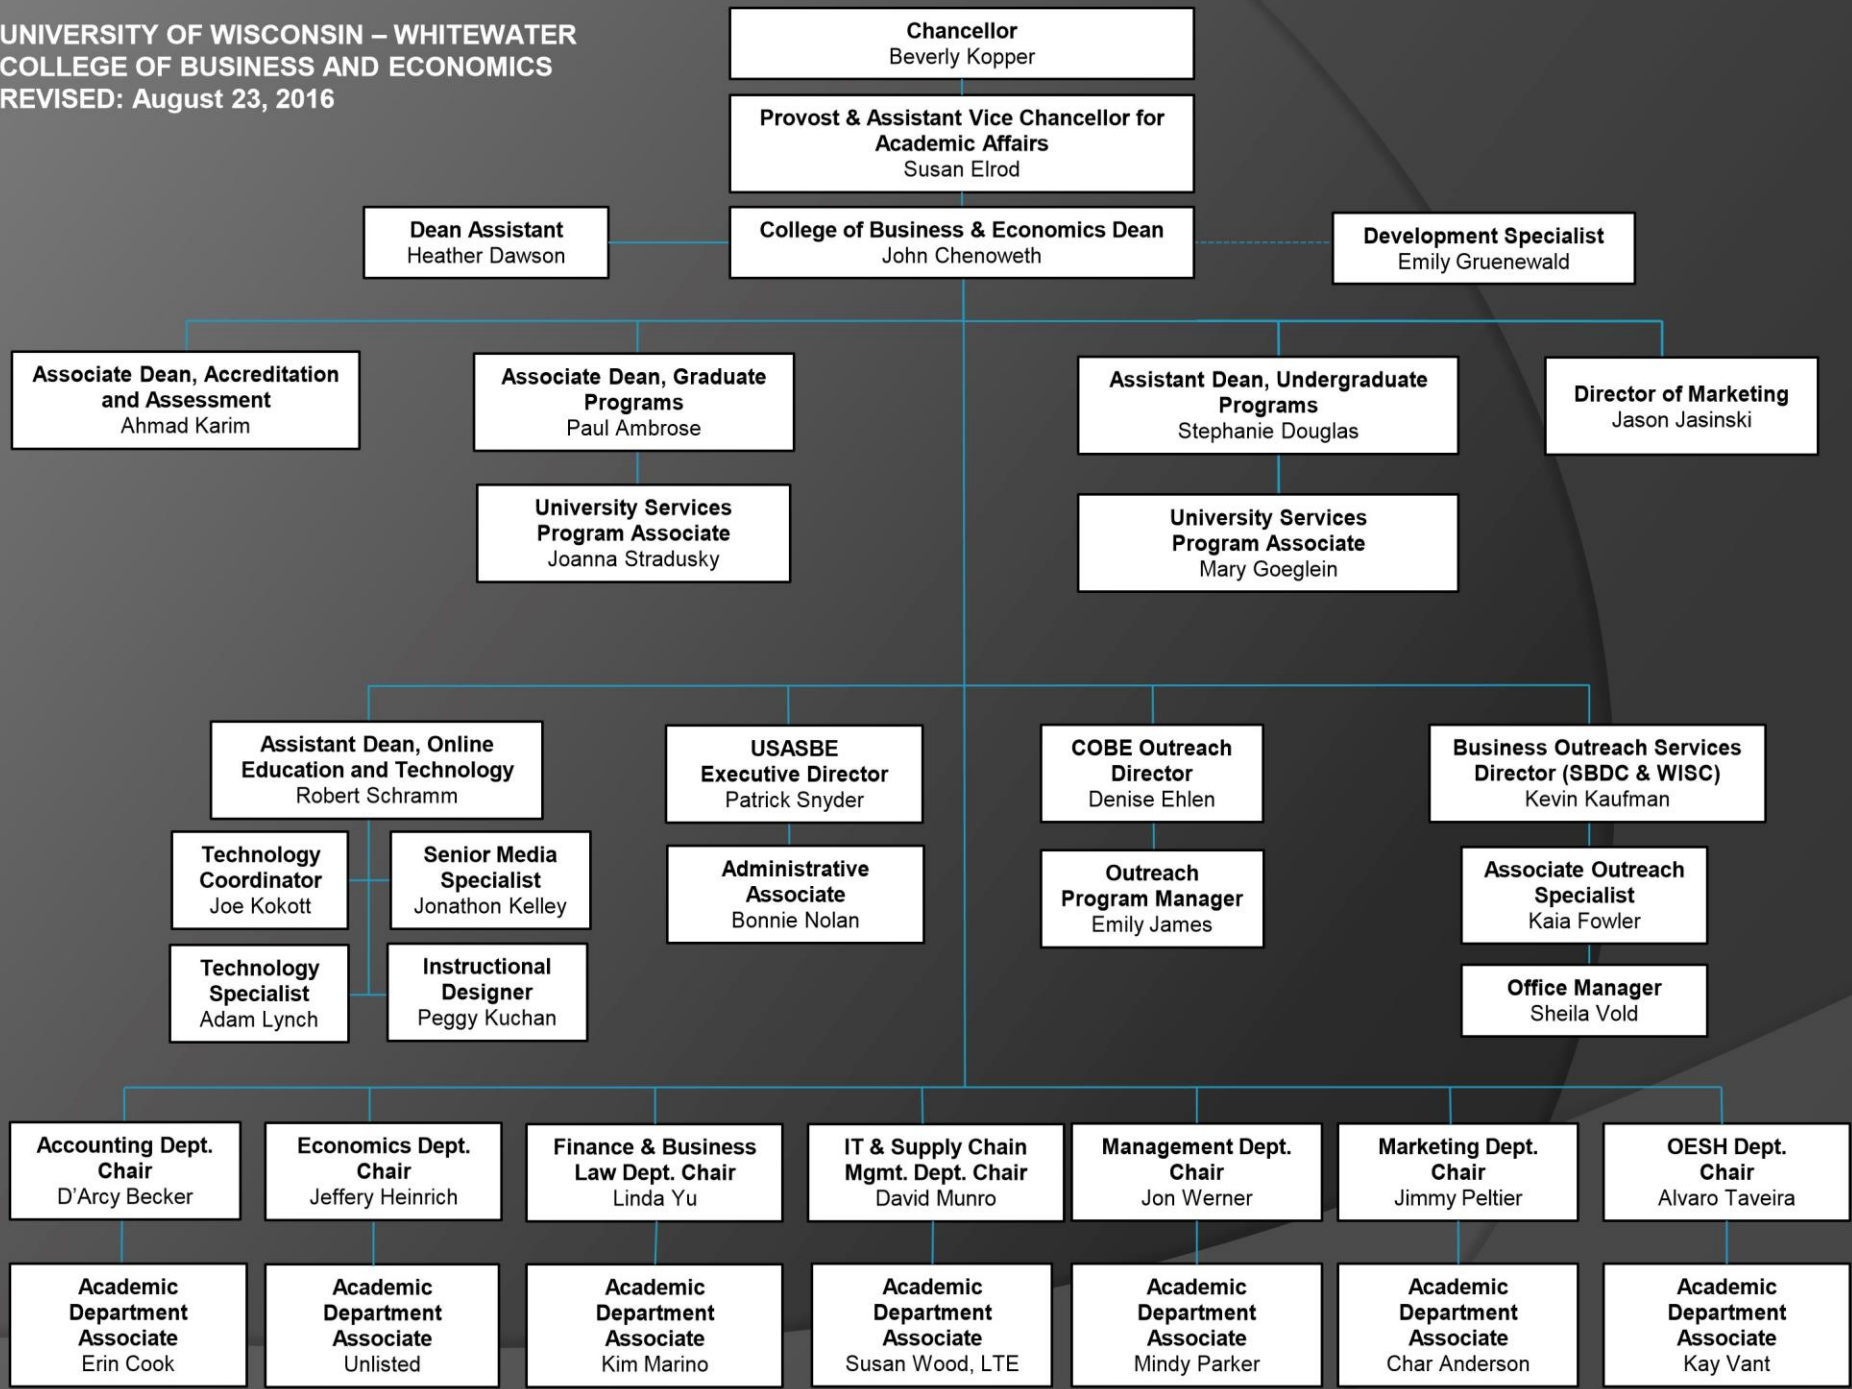 UNIVERSITY OF WISCONSIN – WHITEWATER
COLLEGE OF BUSINESS AND ECONOMICS
REVISED: August 23, 2016
Chancellor
Beverly Kopper
Provost & Assistant Vice Chancellor for
Academic Affairs
Susan Elrod
Dean Assistant
Heather Dawson
College of Business & Economics Dean
John Chenoweth
Development Specialist
Emily Gruenewald
Associate Dean, Accreditation
and Assessment
Ahmad Karim
Associate Dean, Graduate
Programs
Paul Ambrose
Assistant Dean, Undergraduate
Programs
Stephanie Douglas
Director of Marketing
Jason Jasinski
University Services
Program Associate
Joanna Stradusky
University Services
Program Associate
Mary Goeglein
Assistant Dean, Online
Education and Technology
Robert Schramm
USASBE
Executive Director
Patrick Snyder
COBE Outreach
Director
Denise Ehlen
Business Outreach Services
Director (SBDC & WISC)
Kevin Kaufman
Technology
Coordinator
Joe Kokott
Senior Media
Specialist
Jonathon Kelley
Administrative
Associate
Bonnie Nolan
Outreach
Program Manager
Emily James
Associate Outreach
Specialist
Kaia Fowler
Technology
Specialist
Adam Lynch
Instructional
Designer
Peggy Kuchan
Office Manager
Sheila Vold
Accounting Dept.
Chair
D’Arcy Becker
Economics Dept.
Chair
Jeffery Heinrich
Finance & Business
Law Dept. Chair
Linda Yu
IT & Supply Chain
Mgmt. Dept. Chair
David Munro
Management Dept.
Chair
Jon Werner
Marketing Dept.
Chair
Jimmy Peltier
OESH Dept.
Chair
Alvaro Taveira
Academic
Department
Associate
Erin Cook
Academic
Department
Associate
Unlisted
Academic
Department
Associate
Kim Marino
Academic
Department
Associate
Susan Wood, LTE
Academic
Department
Associate
Mindy Parker
Academic
Department
Associate
Char Anderson
Academic
Department
Associate
Kay Vant